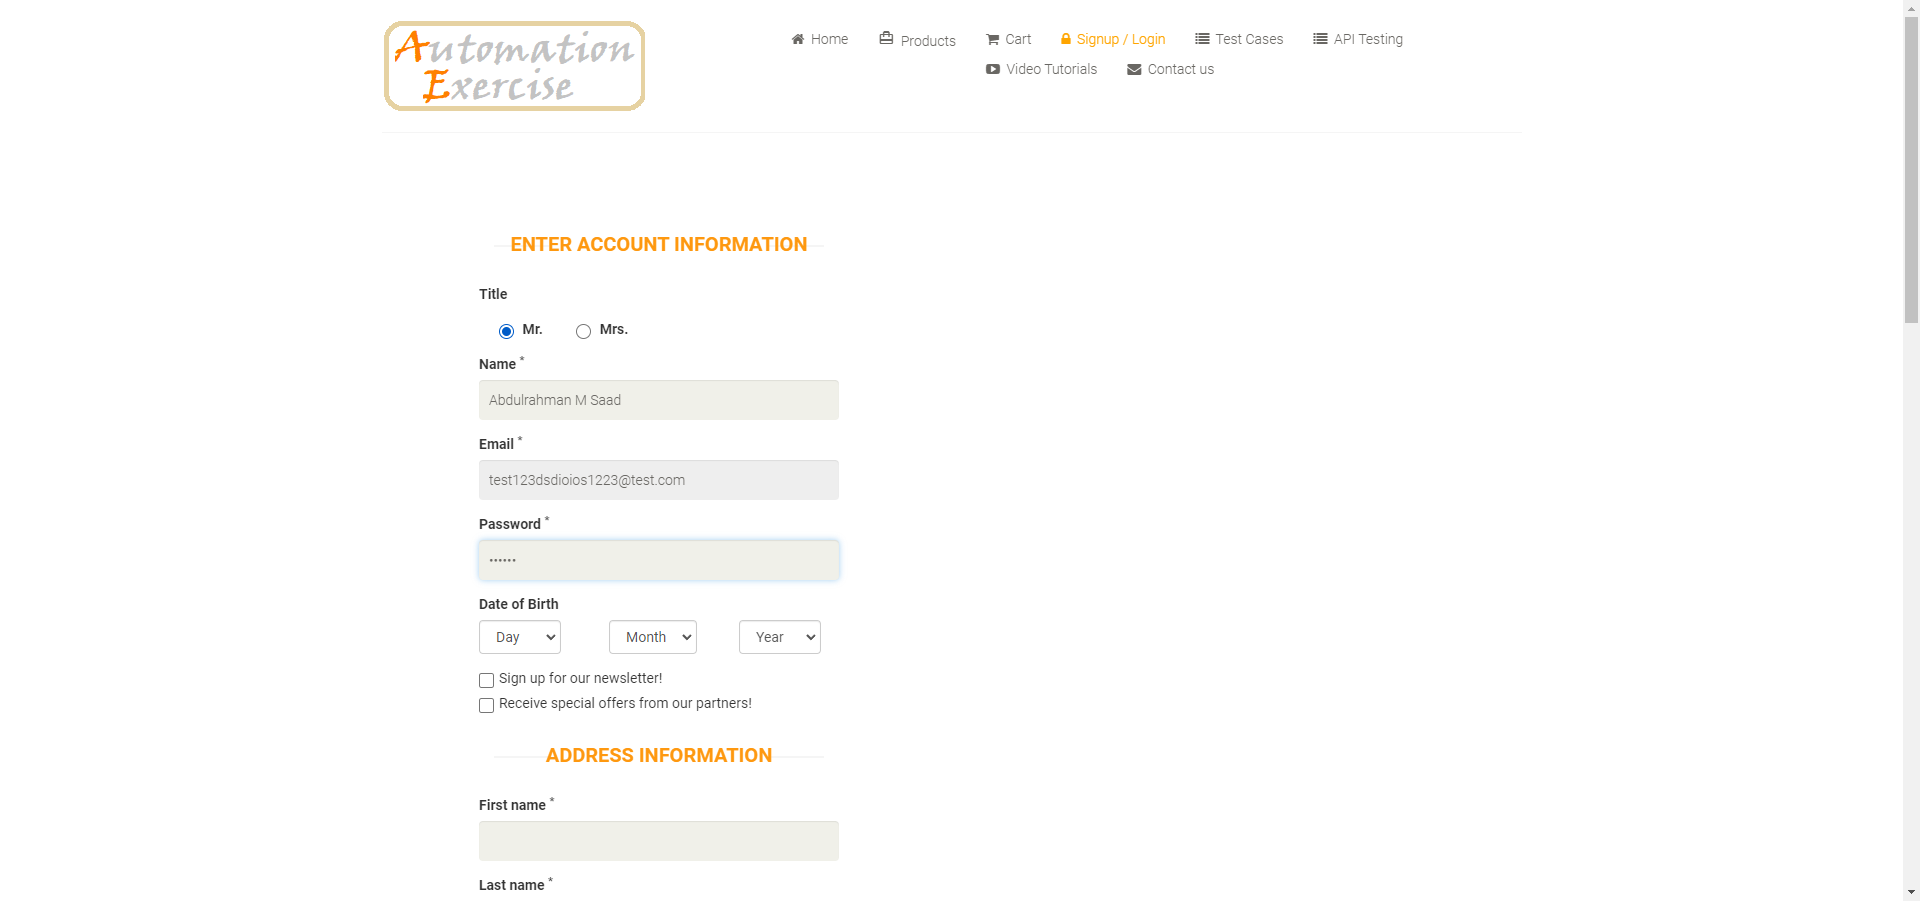 Automation
Exercise
Home
Products
Cart
Signup / Login
Test Cases
API Testing
Video Tutorials
Contact us
ENTER ACCOUNT INFORMATION
Title
Mr.
Mrs.
Name *
Abdulrahman M Saad
Email *
test123dsdioios1223@test.com
Password *
••••••
Date of Birth
Day
Month
Year
Sign up for our newsletter!
Receive special offers from our partners!
ADDRESS INFORMATION
First name *
Last name *